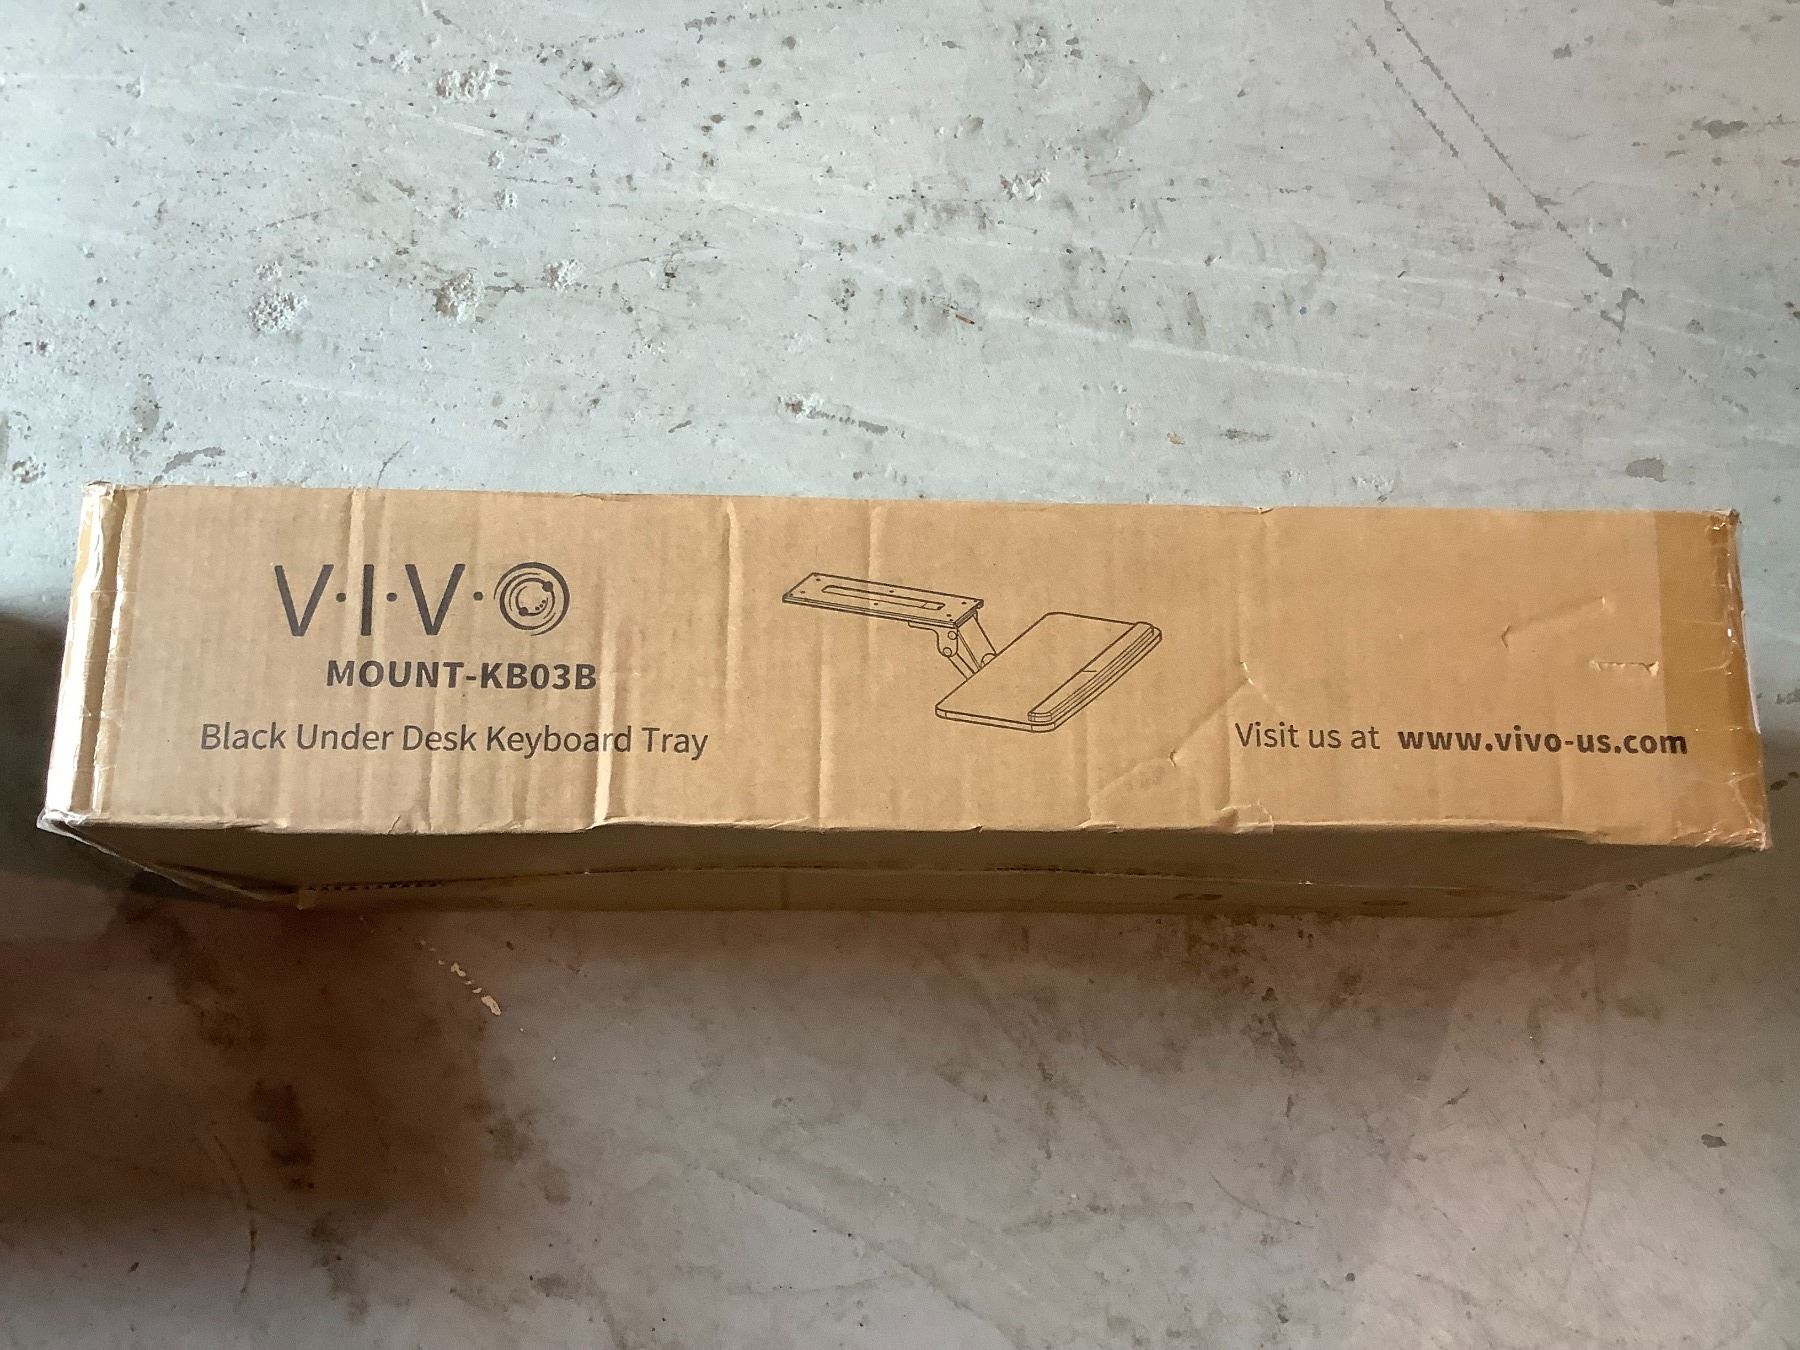 V·I·V·O
MOUNT-KB03B
Black Under Desk Keyboard Tray
Visit us at www.vivo-us.com